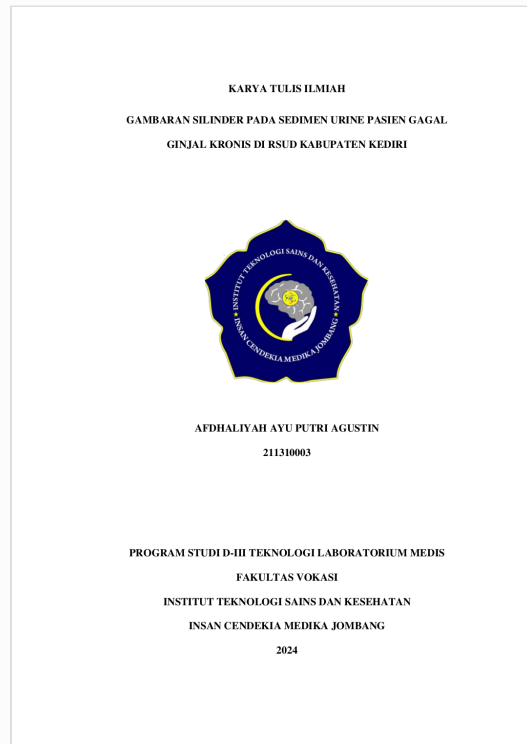 KARYA TULIS ILMIAH
GAMBARAN SILINDER PADA SEDIMEN URINE PASIEN GAGAL
GINJAL KRONIS DI RSUD KABUPATEN KEDIRI
INSTITUT TEKNOLOGI SAINS DAN KESEHATAN
INSAN CENDEKIA MEDIKA JOMBANG
AFDHALIYAH AYU PUTRI AGUSTIN
211310003
PROGRAM STUDI D-III TEKNOLOGI LABORATORIUM MEDIS
FAKULTAS VOKASI
INSTITUT TEKNOLOGI SAINS DAN KESEHATAN
INSAN CENDEKIA MEDIKA JOMBANG
2024